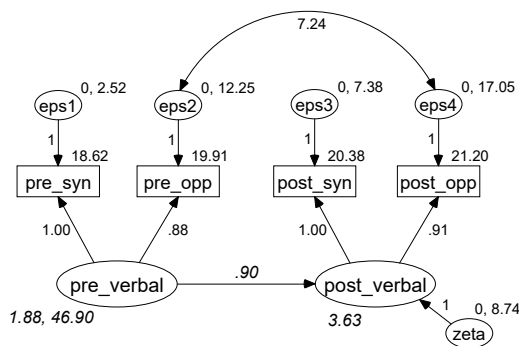 7.24
0, 2.52 0, 12.25 0, 7.38 0, 17.05
eps1 eps2 eps3 eps4
1 1 1 1
18.62 19.91 20.38 21.20
pre_syn pre_opp post_syn post_opp
1.00 .88 1.00 .91
pre_verbal .90 post_verbal
1.88, 46.90 3.63 1 0, 8.74
zeta